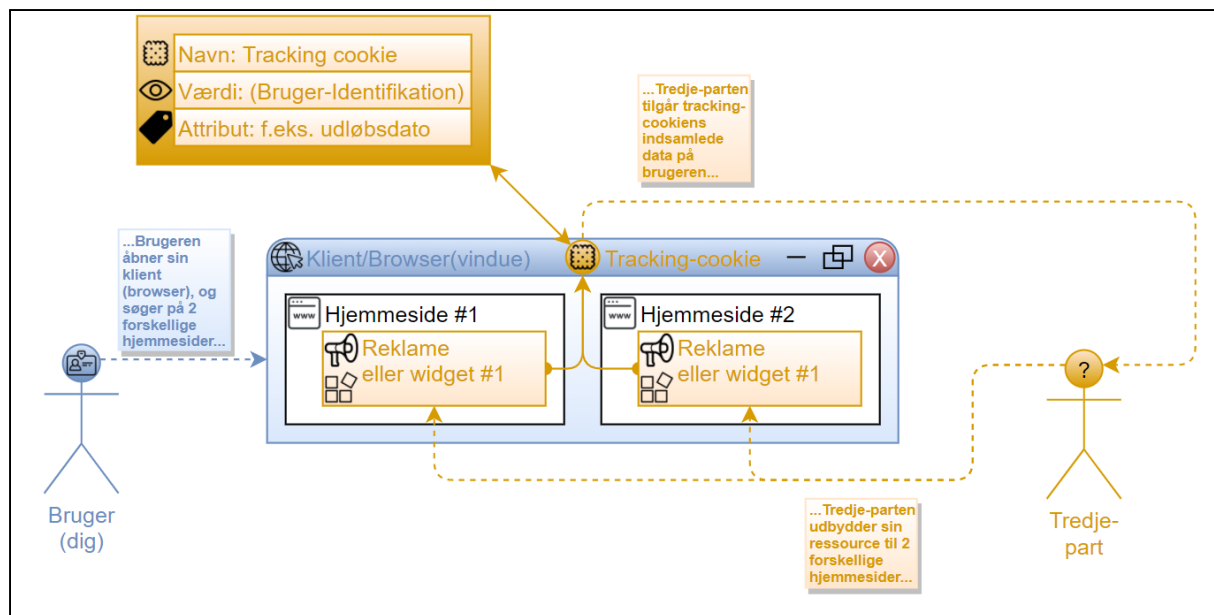 Navn: Tracking cookie
Værdi: (Bruger-Identifikation)
Attribut: f.eks. udløbsdato
...Tredje-parten
tilgår tracking-
cookiens
indsamlede
data på
brugeren...
...Brugeren
åbner sin
klient
(browser), og
søger på 2
forskellige
hjemmesider...
Klient/Browser(vindue)
Tracking-cookie
X
www
Hjemmeside #1
Reklame
eller widget #1
www
Hjemmeside #2
Reklame
eller widget #1
?
Bruger
(dig)
...Tredje-parten
udbydder sin
ressource til 2
forskellige
hjemmesider...
Tredje-
part